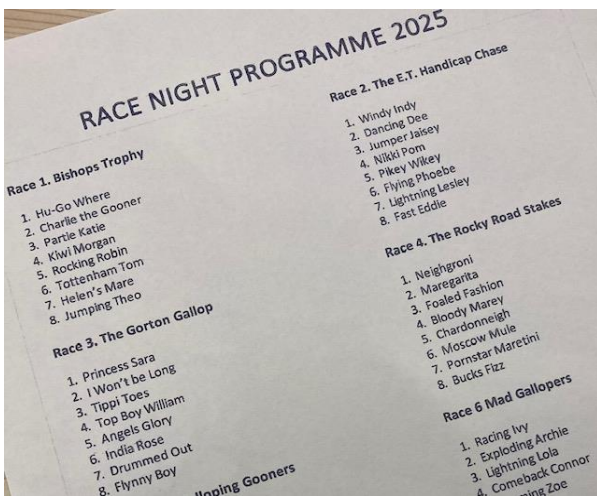 RACE NIGHT PROGRAMME 2025
Race 1. Bishops Trophy
1. Hu-Go Where
2. Charlie the Gooner
3. Partie Katie
4. Kiwi Morgan
5. Rocking Robin
6. Tottenham Tom
7. Helen's Mare
8. Jumping Theo
Race 2. The E.T. Handicap Chase
1. Windy Indy
2. Dancing Dee
3. Jumper Jaisey
4. Nikki Pom
5. Pikey Wikey
6. Flying Phoebe
7. Lightning Lesley
8. Fast Eddie
Race 3. The Gorton Gallop
1. Princess Sara
2. I Won't be Long
3. Tippi Toes
4. Top Boy William
5. Angels Glory
6. India Rose
7. Drummed Out
8. Flynny Boy
Race 4. The Rocky Road Stakes
1. Neighgroni
2. Maregarita
3. Foaled Fashion
4. Bloody Marey
5. Chardonneigh
6. Moscow Mule
7. Pornstar Maretini
8. Bucks Fizz
Gooners
Race 6 Mad Gallopers
1. Racing Ivy
2. Exploding Archie
3. Lightning Lola
4. Comeback Connor
Zoe